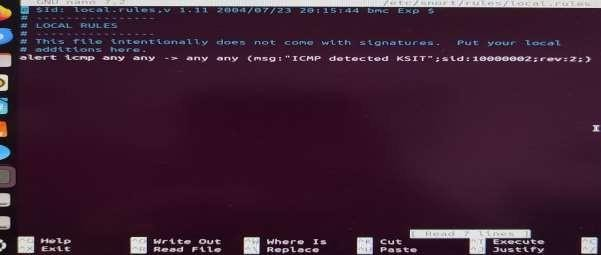 GNU nano 7.2 /etc/snort/rules/local.rules
# $Id: local.rules,v 1.11 2004/07/23 20:15:44 bmc Exp $
# ----------------
# LOCAL RULES
# ----------------
# This file intentionally does not come with signatures.  Put your local
# additions here.
alert icmp any any -> any any (msg:"ICMP detected KSIT";sid:10000002;rev:2;)
[ Read 7 lines ]
^G Help ^O Write Out ^W Where Is ^K Cut ^T Execute ^C
^X Exit ^R Read File ^\ Replace ^U Paste ^J Justify ^/